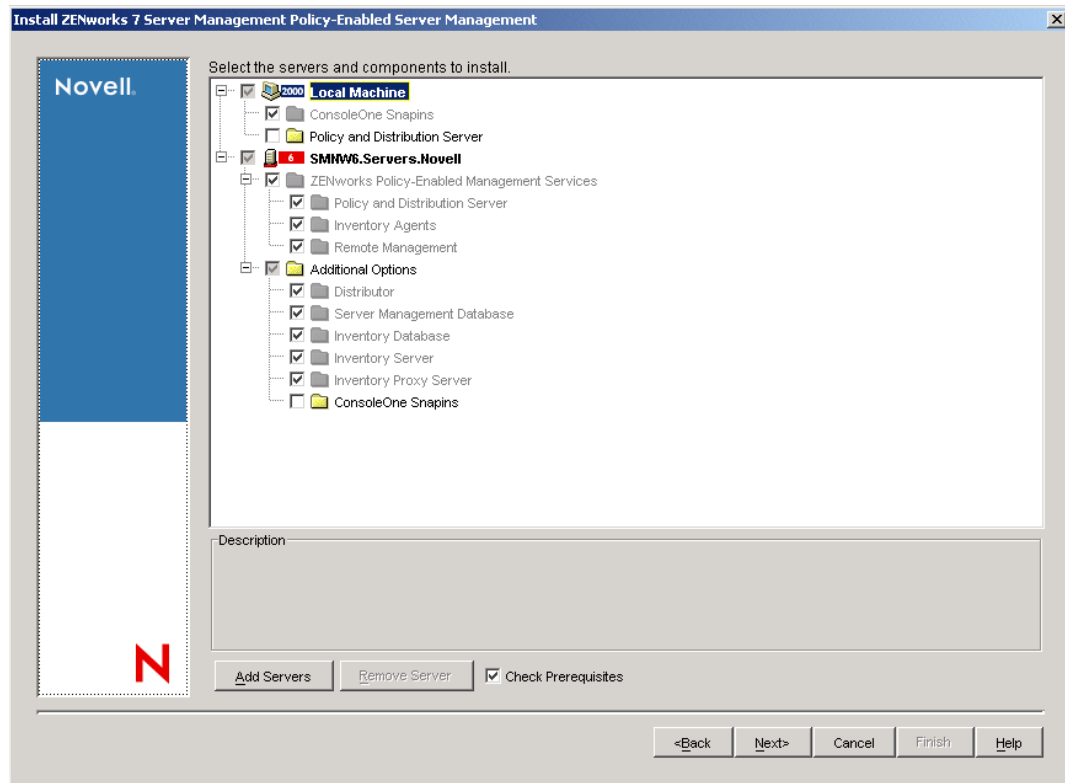 Install ZENworks 7 Server Management Policy-Enabled Server Management
Novell.
Select the servers and components to install.
2000 Local Machine
ConsoleOne Snapins
Policy and Distribution Server
6 SMNW6.Servers.Novell
ZENworks Policy-Enabled Management Services
Policy and Distribution Server
Inventory Agents
Remote Management
Additional Options
Distributor
Server Management Database
Inventory Database
Inventory Server
Inventory Proxy Server
ConsoleOne Snapins
Description
N
Add Servers Remove Server Check Prerequisites
<Back Next> Cancel Finish Help